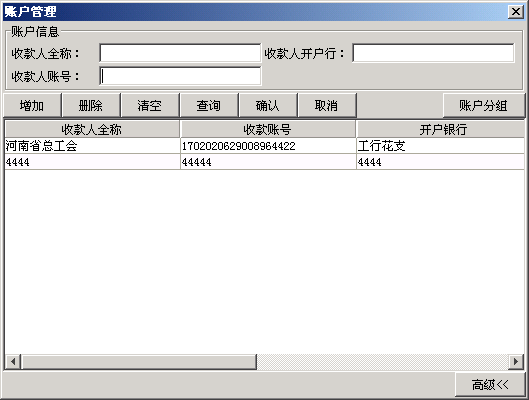 账户管理
账户信息
收款人全称： 收款人开户行：
收款人账号：
增加 删除 清空 查询 确认 取消 账户分组
收款人全称 收款账号 开户银行
河南省总工会 1702020629008964422 工行花支
4444 44444 4444
高级<<